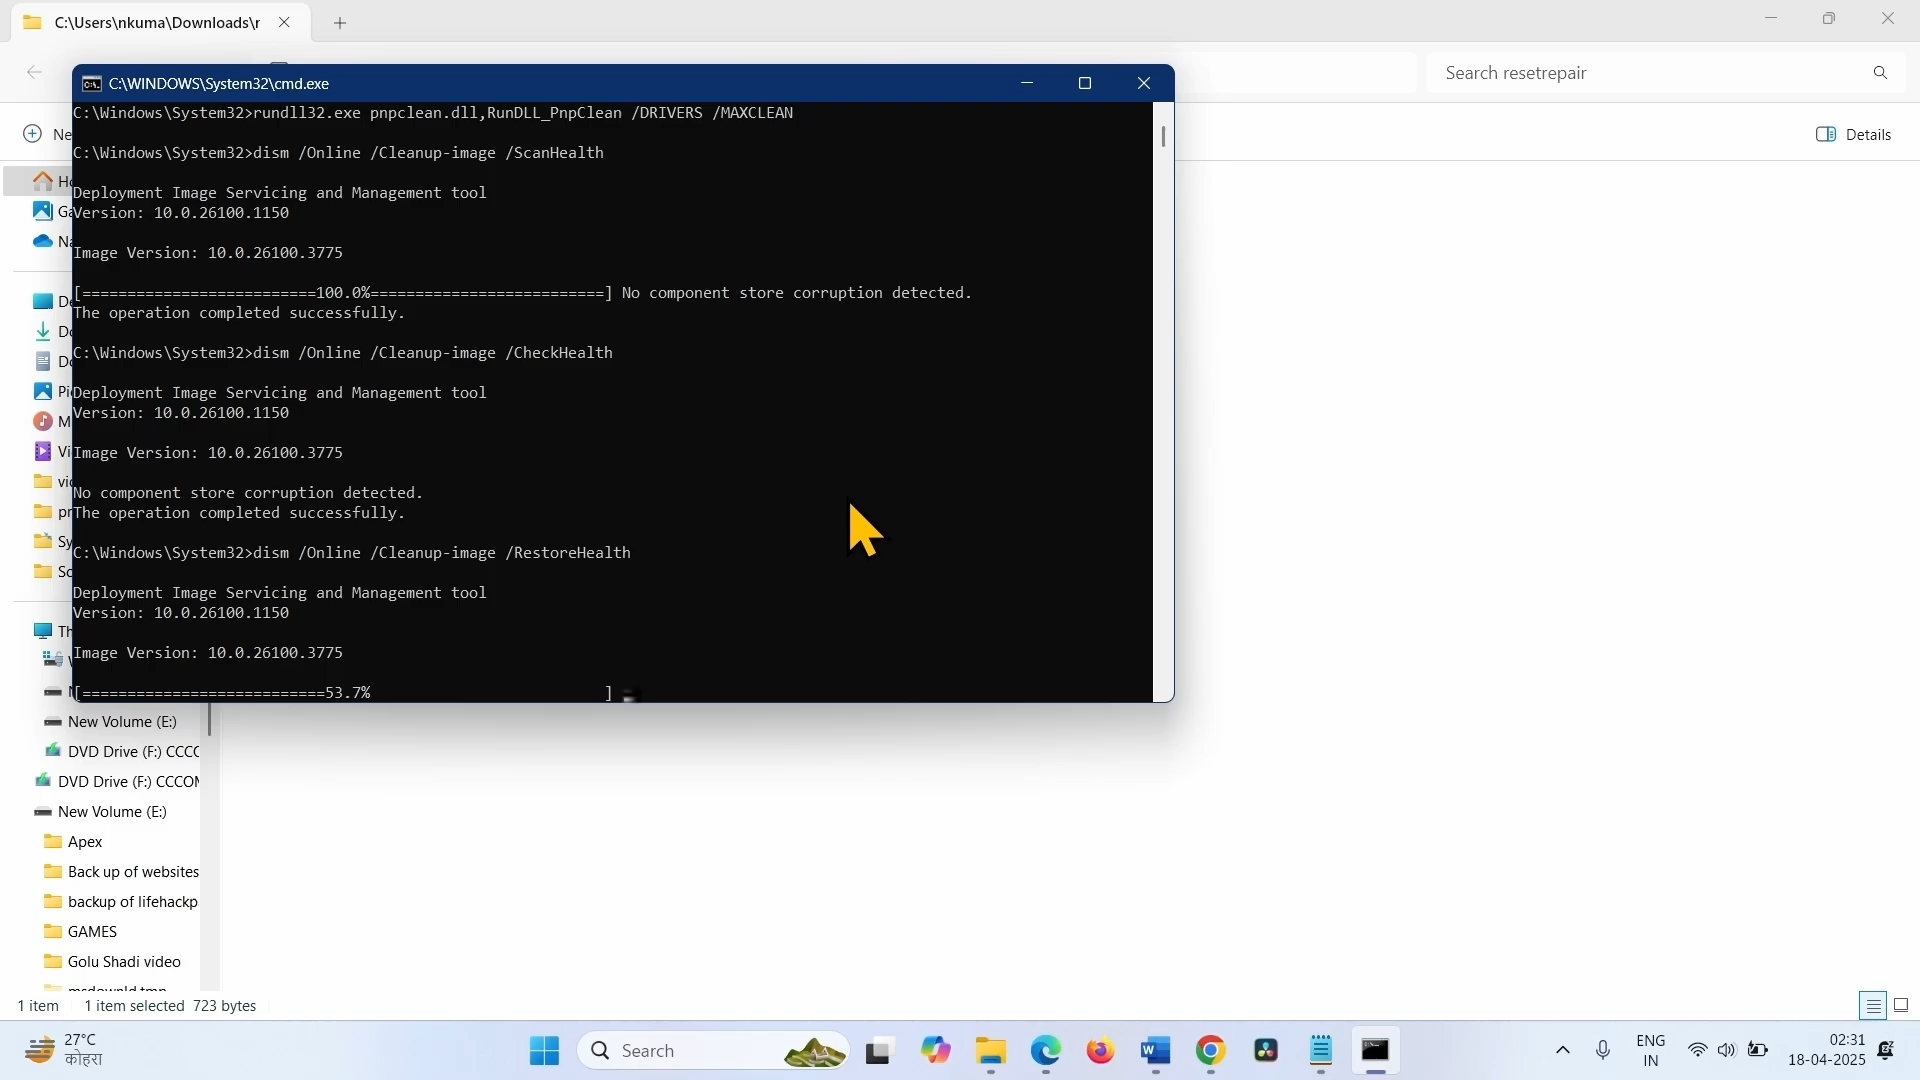 C:\Users\nkuma\Downloads\r
C:\WINDOWS\System32\cmd.exe
Search resetrepair
Details
C:\Windows\System32>rundll32.exe pnpclean.dll,RunDLL_PnpClean /DRIVERS /MAXCLEAN
C:\Windows\System32>dism /Online /Cleanup-image /ScanHealth
Deployment Image Servicing and Management tool
Version: 10.0.26100.1150
Image Version: 10.0.26100.3775
[==========================100.0%==========================] No component store corruption detected.
The operation completed successfully.
C:\Windows\System32>dism /Online /Cleanup-image /CheckHealth
Deployment Image Servicing and Management tool
Version: 10.0.26100.1150
Image Version: 10.0.26100.3775
No component store corruption detected.
The operation completed successfully.
C:\Windows\System32>dism /Online /Cleanup-image /RestoreHealth
Deployment Image Servicing and Management tool
Version: 10.0.26100.1150
Image Version: 10.0.26100.3775
[===========================53.7%                          ]
New Volume (E:)
DVD Drive (F:) CCCO
DVD Drive (F:) CCCOM
New Volume (E:)
Apex
Back up of websites
backup of lifehackp
GAMES
Golu Shadi video
msdownld.tmp
1 item
1 item selected 723 bytes
27°C
कोहरा
Search
ENG
IN
02:31
18-04-2025